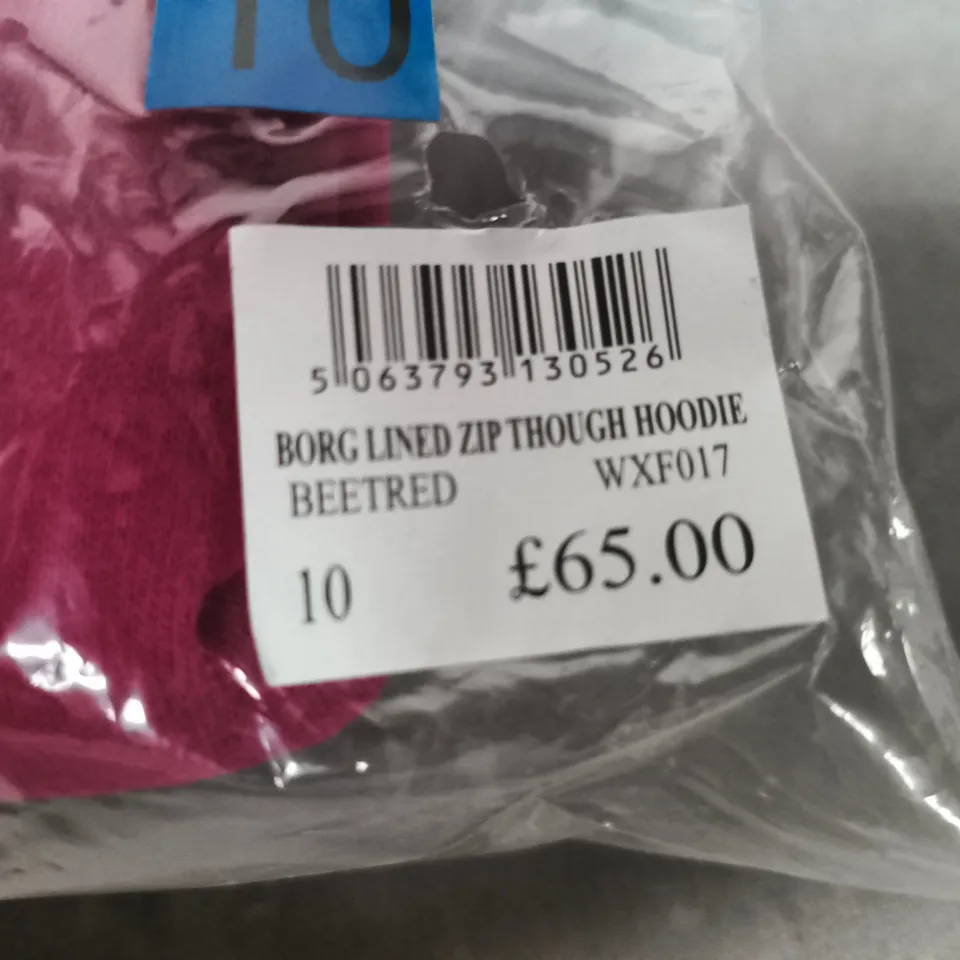 10
5 063793 130526
BORG LINED ZIP THOUGH HOODIE
BEETRED WXF017
10 £65.00